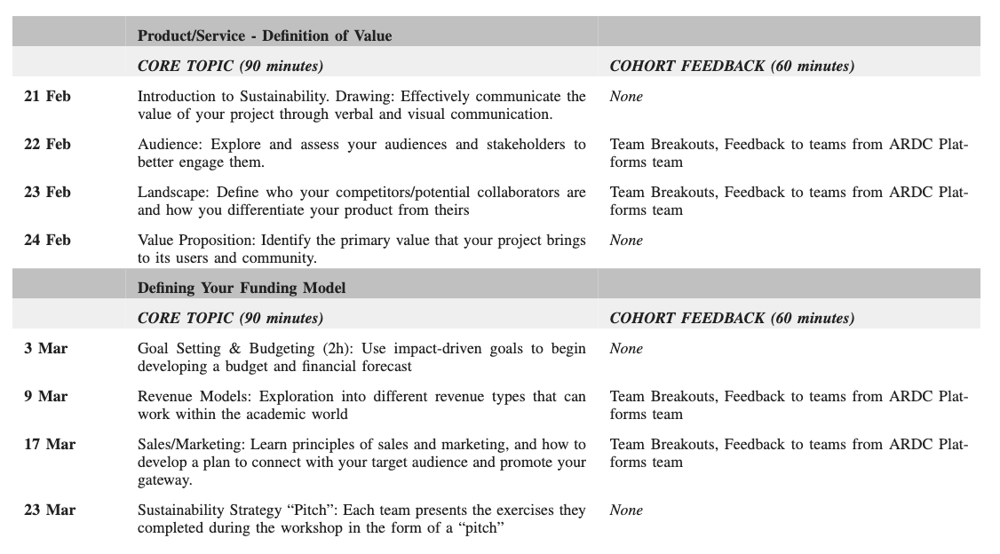 Product/Service - Definition of Value
CORE TOPIC (90 minutes) COHORT FEEDBACK (60 minutes)
21 Feb Introduction to Sustainability. Drawing: Effectively communicate the None
value of your project through verbal and visual communication.
22 Feb Audience: Explore and assess your audiences and stakeholders to Team Breakouts, Feedback to teams from ARDC Plat-
better engage them. forms team
23 Feb Landscape: Define who your competitors/potential collaborators are Team Breakouts, Feedback to teams from ARDC Plat-
and how you differentiate your product from theirs forms team
24 Feb Value Proposition: Identify the primary value that your project brings None
to its users and community.
Defining Your Funding Model
CORE TOPIC (90 minutes) COHORT FEEDBACK (60 minutes)
3 Mar Goal Setting & Budgeting (2h): Use impact-driven goals to begin None
developing a budget and financial forecast
9 Mar Revenue Models: Exploration into different revenue types that can Team Breakouts, Feedback to teams from ARDC Plat-
work within the academic world forms team
17 Mar Sales/Marketing: Learn principles of sales and marketing, and how to Team Breakouts, Feedback to teams from ARDC Plat-
develop a plan to connect with your target audience and promote your forms team
gateway.
23 Mar Sustainability Strategy “Pitch”: Each team presents the exercises they None
completed during the workshop in the form of a “pitch”